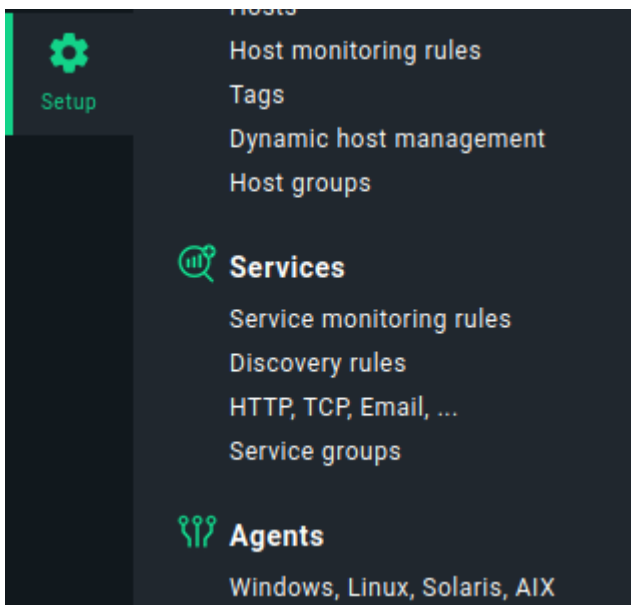 Hosts
Setup
Host monitoring rules
Tags
Dynamic host management
Host groups
Services
Service monitoring rules
Discovery rules
HTTP, TCP, Email, ...
Service groups
Agents
Windows, Linux, Solaris, AIX